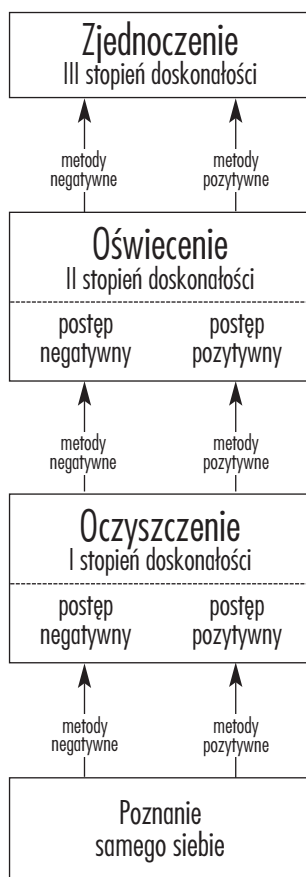 Zjednoczenie
III stopień doskonałości
metody metody
negatywne pozytywne
Oświecenie
II stopień doskonałości
postęp postęp
negatywny pozytywny
metody metody
negatywne pozytywne
Oczyszczenie
I stopień doskonałości
postęp postęp
negatywny pozytywny
metody metody
negatywne pozytywne
Poznanie
samego siebie